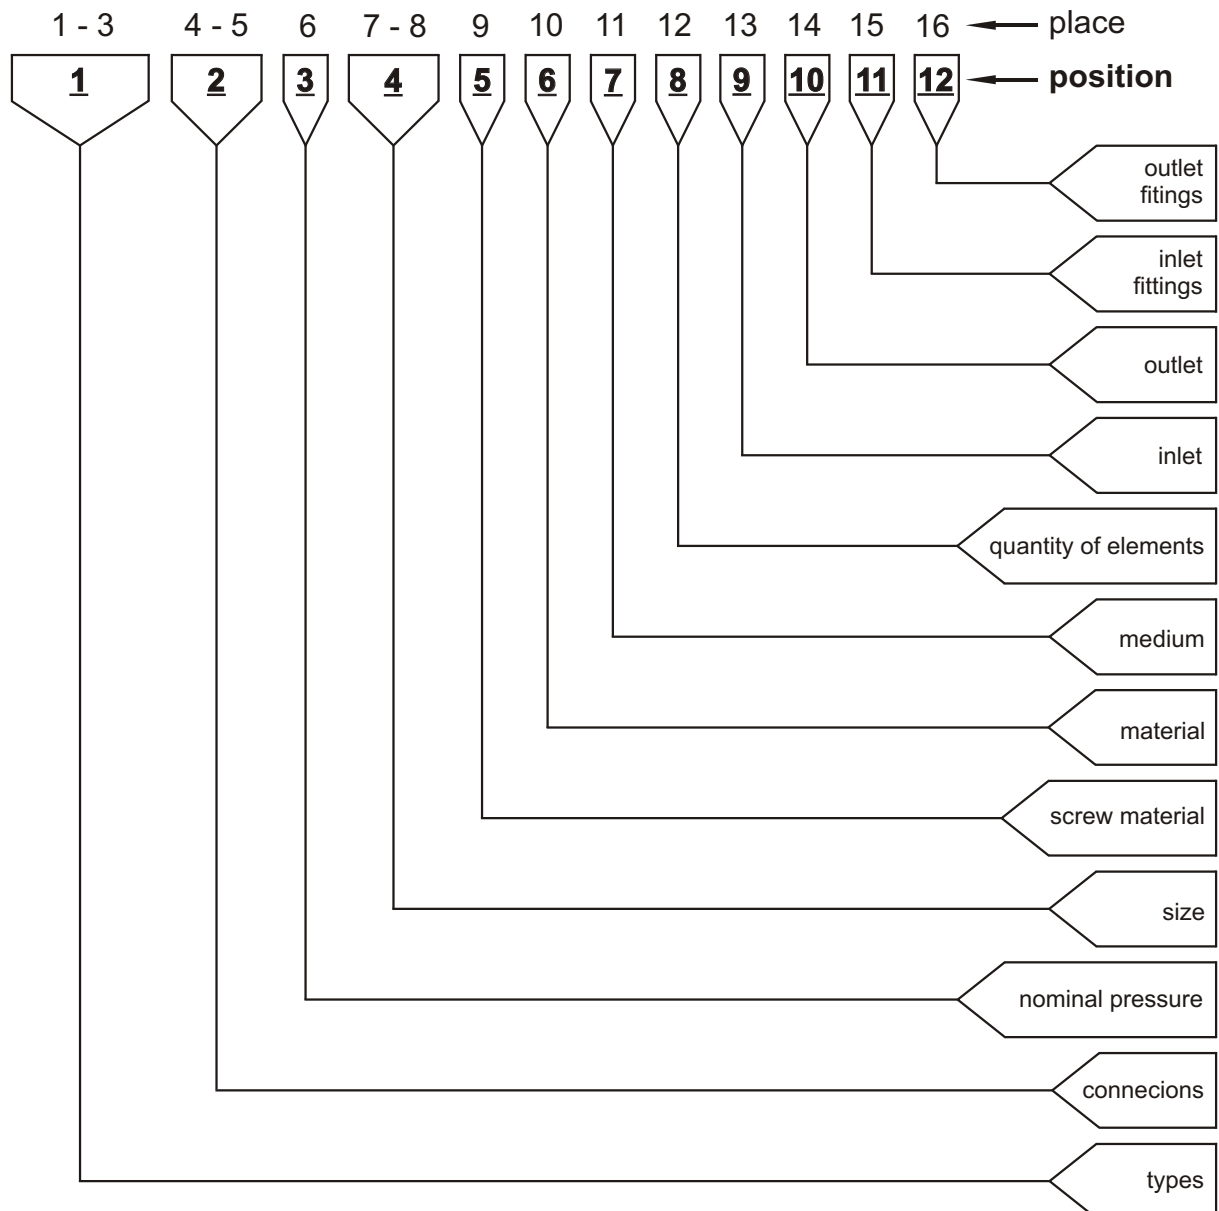 1 - 3 4 - 5 6 7 - 8 9 10 11 12 13 14 15 16 place
1 2 3 4 5 6 7 8 9 10 11 12 position
outlet
fitings
inlet
fittings
outlet
inlet
quantity of elements
medium
material
screw material
size
nominal pressure
connecions
types